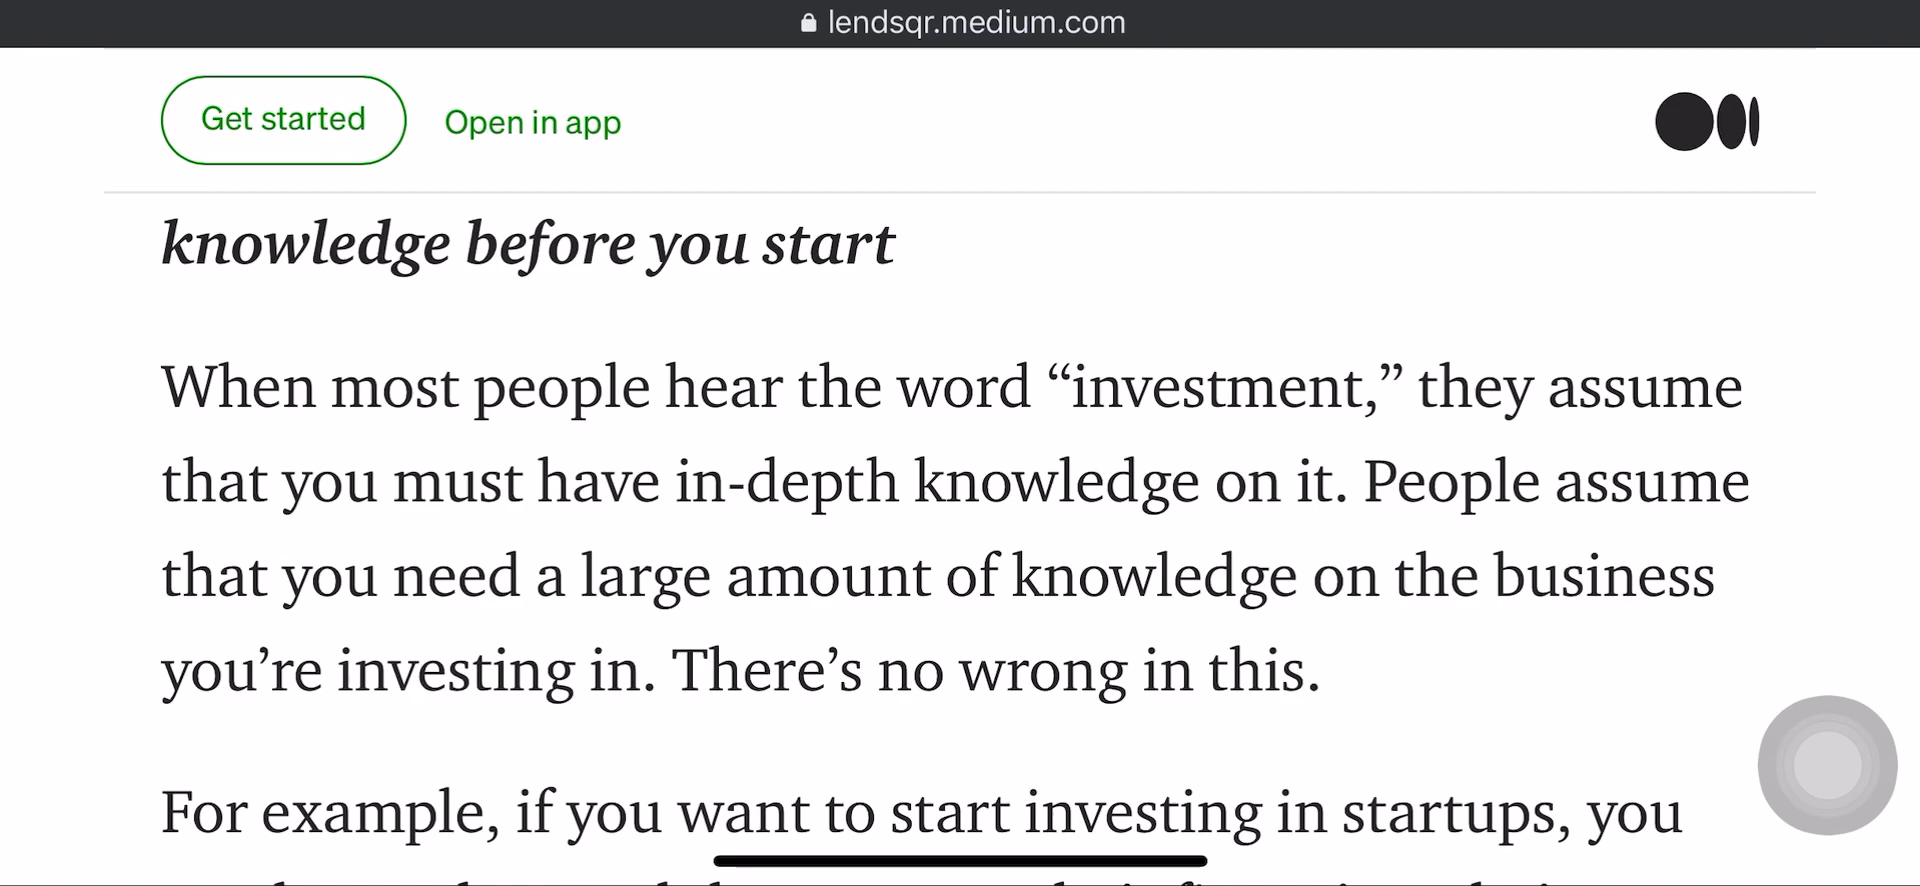 lendsqr.medium.com
Get started
Open in app
knowledge before you start
When most people hear the word “investment,” they assume
that you must have in-depth knowledge on it. People assume
that you need a large amount of knowledge on the business
you’re investing in. There’s no wrong in this.
For example, if you want to start investing in startups, you